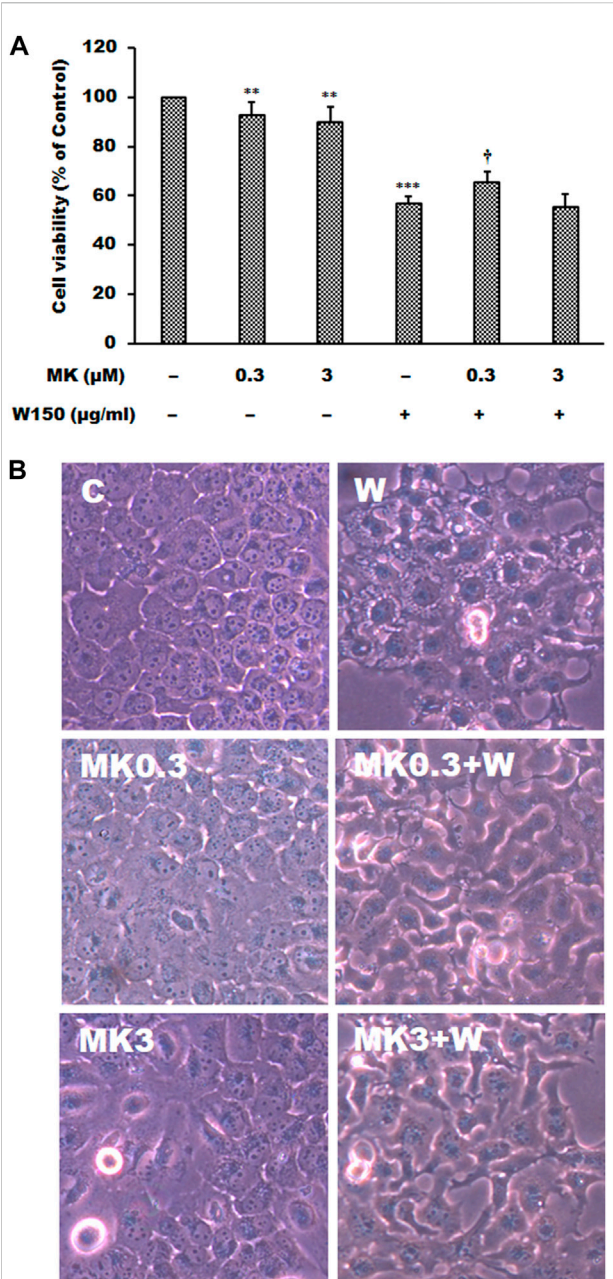 A
120
100
80
60
40
20
0
Cell viability (% of Control)
** ** *** †
MK (µM) – 0.3 3 – 0.3 3
W150 (µg/ml) – – – + + +
B
C W
MK0.3 MK0.3+W
MK3 MK3+W